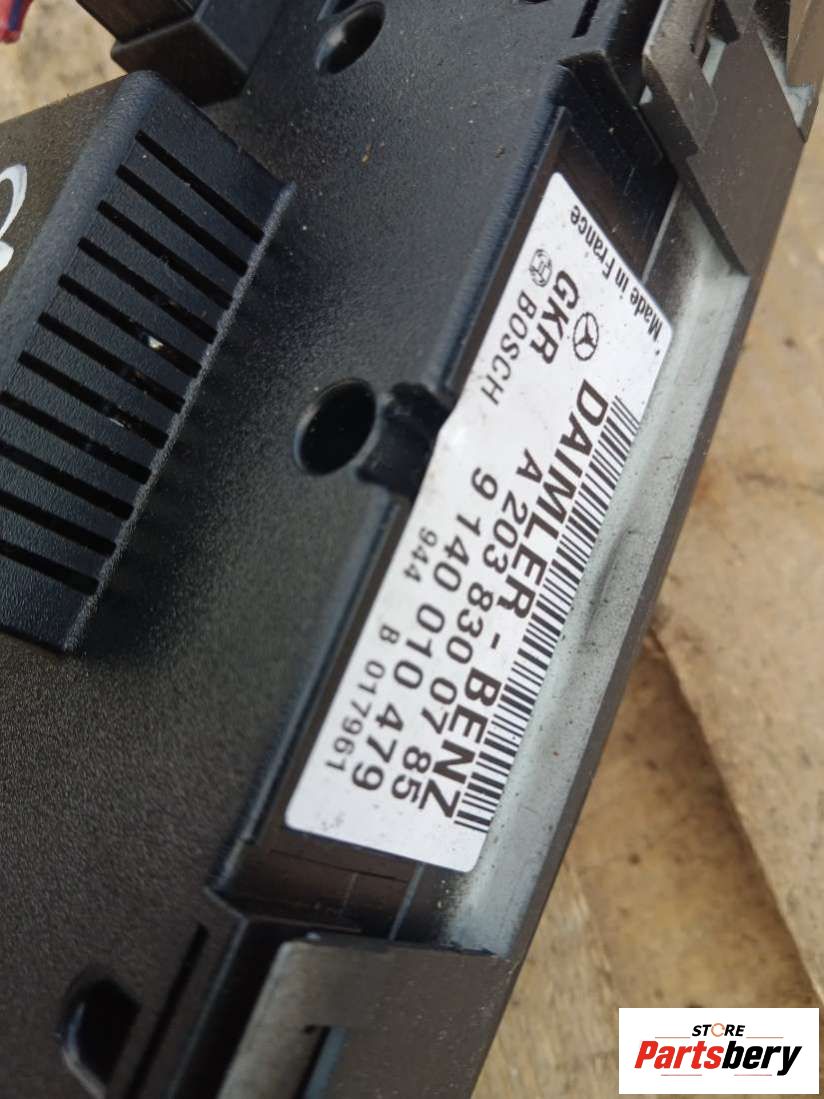 DAIMLER - BENZ
GKR
A 203 830 07 85
BOSCH
9 140 010 479
944
B 017961
Made in France
STORE
Partsbery